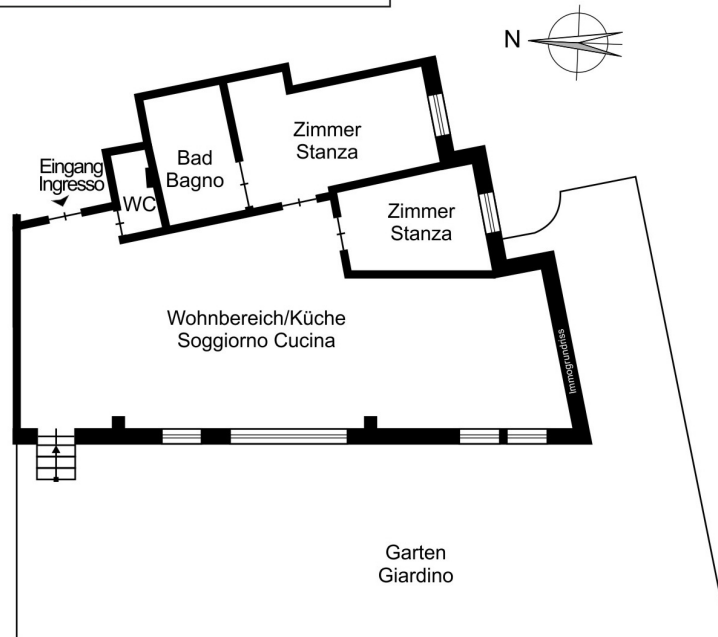 N
Zimmer
Stanza
Bad
Bagno
Eingang
Ingresso
WC
Zimmer
Stanza
Wohnbereich/Küche
Soggiorno Cucina
Immogrundriss
Garten
Giardino